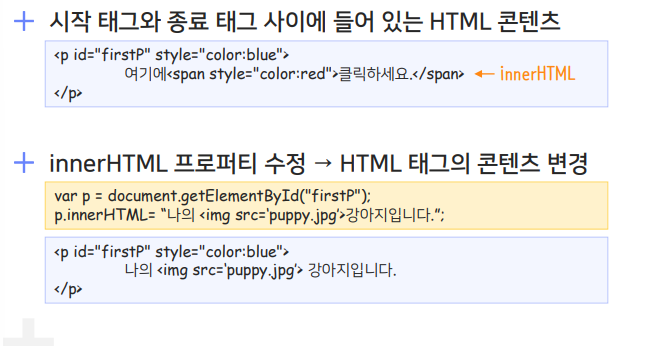 + 시작 태그와 종료 태그 사이에 들어 있는 HTML 콘텐츠
<p id="firstP" style="color:blue">
여기에<span style="color:red">클릭하세요.</span> ← innerHTML
</p>
+ innerHTML 프로퍼티 수정 → HTML 태그의 콘텐츠 변경
var p = document.getElementById("firstP");
p.innerHTML= “나의 <img src=‘puppy.jpg’>강아지입니다.”;
<p id="firstP" style="color:blue">
나의 <img src=‘puppy.jpg’> 강아지입니다.
</p>